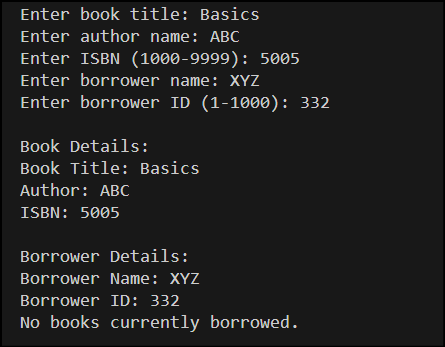 Enter book title: Basics
Enter author name: ABC
Enter ISBN (1000-9999): 5005
Enter borrower name: XYZ
Enter borrower ID (1-1000): 332
Book Details:
Book Title: Basics
Author: ABC
ISBN: 5005
Borrower Details:
Borrower Name: XYZ
Borrower ID: 332
No books currently borrowed.